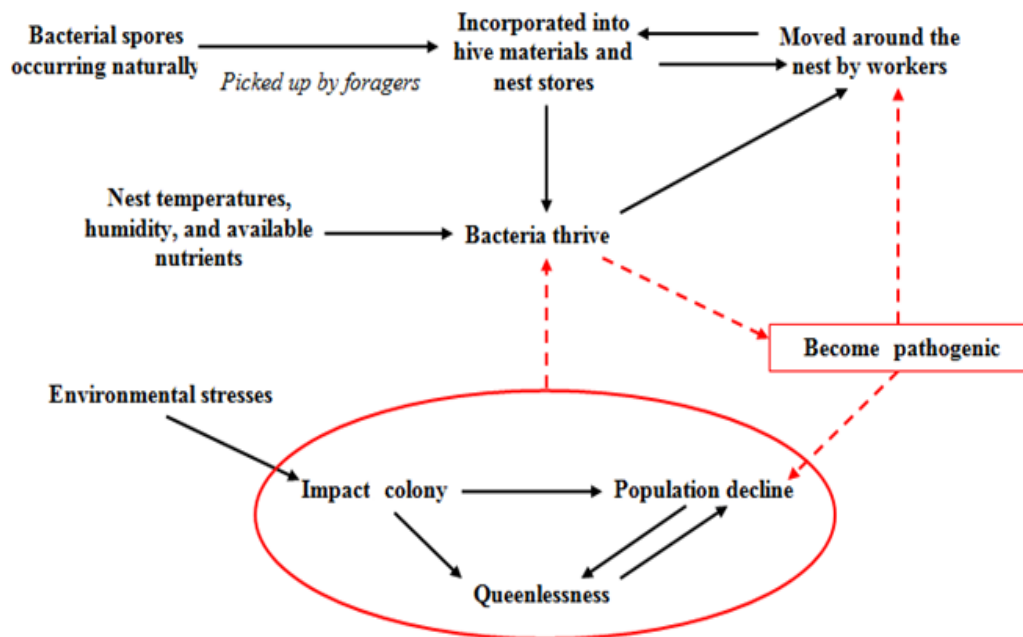 Bacterial spores
occurring naturally
Picked up by foragers
Incorporated into
hive materials and
nest stores
Moved around the
nest by workers
Nest temperatures,
humidity, and available
nutrients
Bacteria thrive
Become pathogenic
Environmental stresses
Impact colony
Population decline
Queenlessness